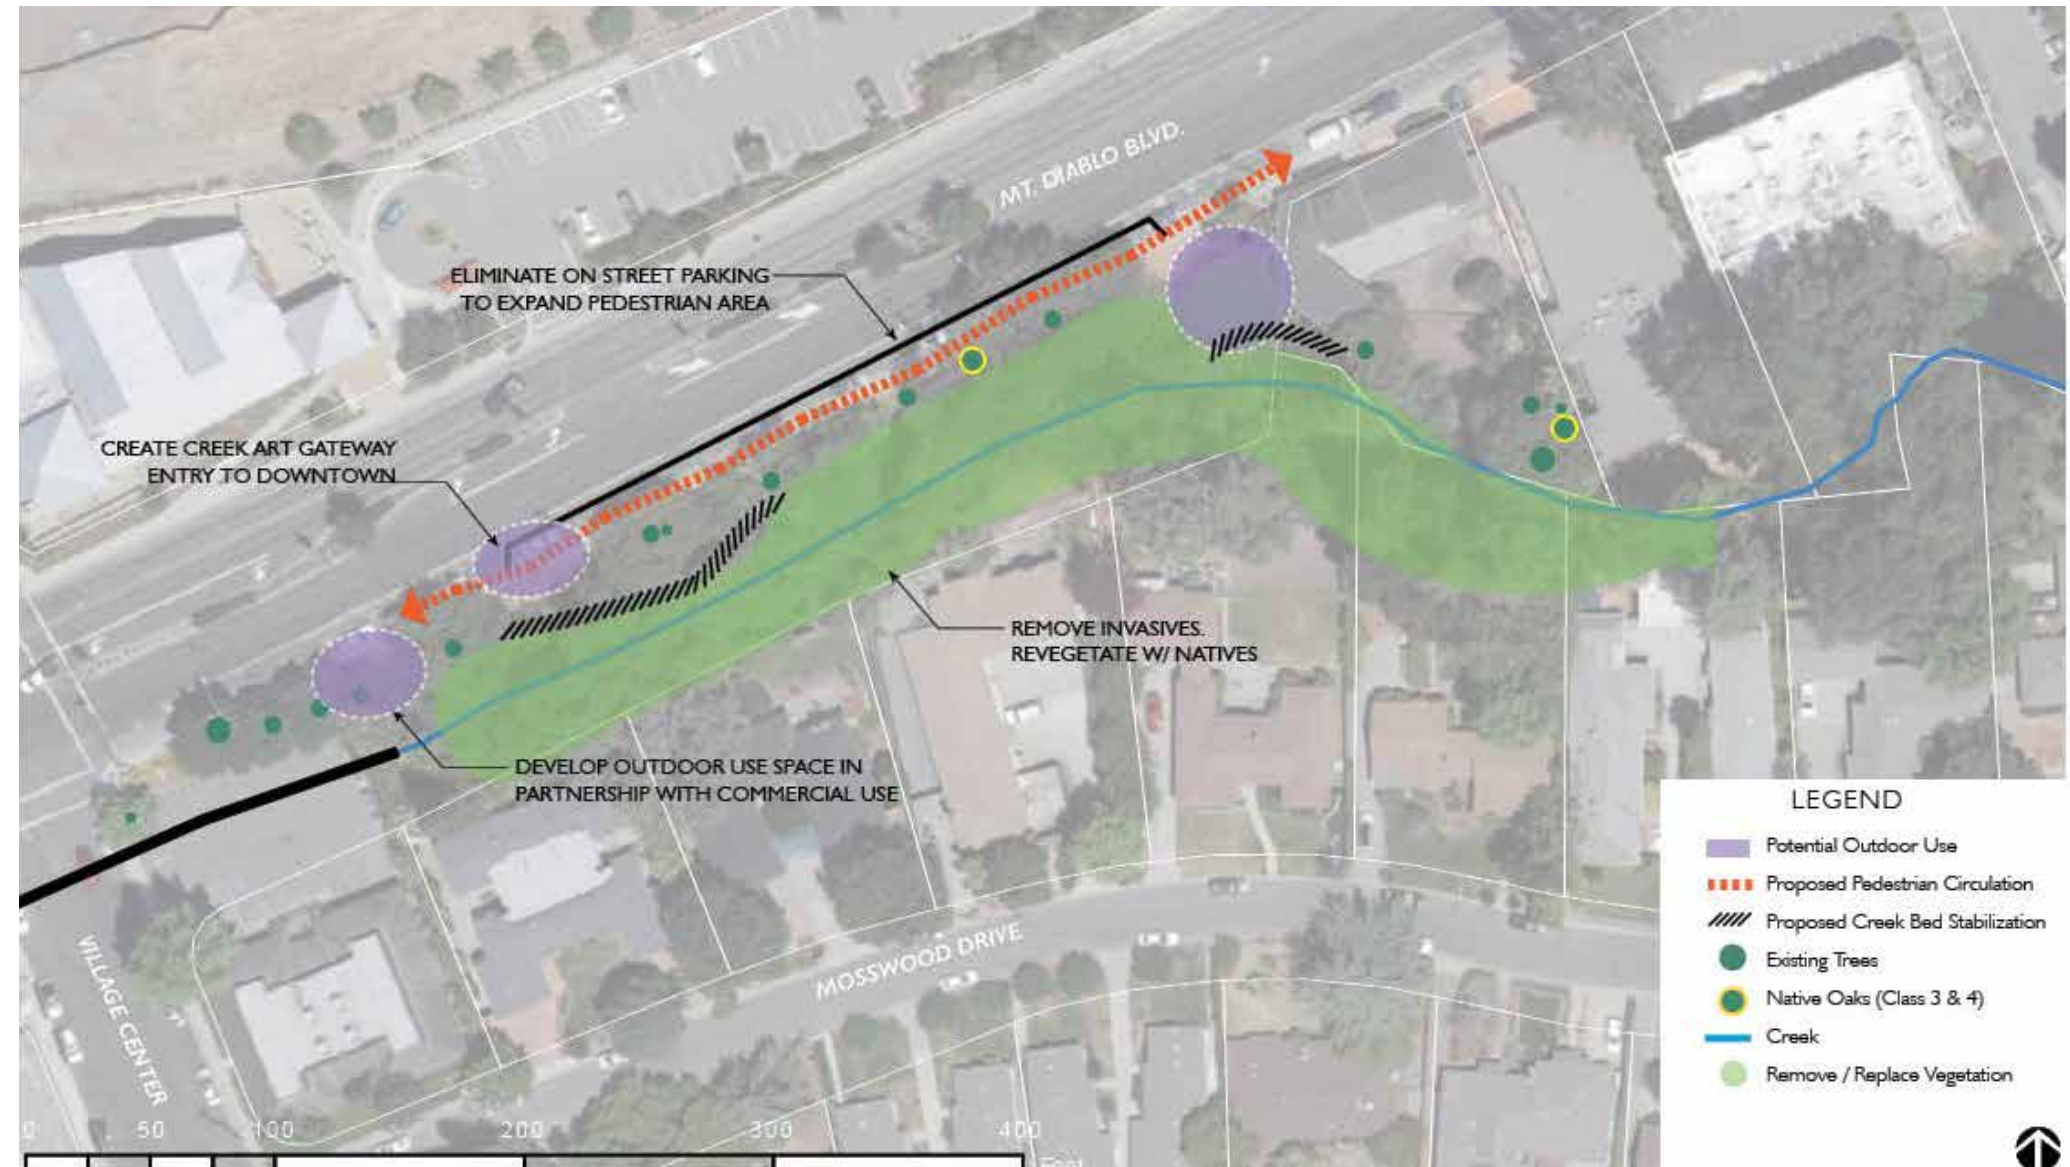 MT. DIABLO BLVD.
ELIMINATE ON STREET PARKING
TO EXPAND PEDESTRIAN AREA
CREATE CREEK ART GATEWAY
ENTRY TO DOWNTOWN
REMOVE INVASIVES.
REVEGETATE W/ NATIVES
DEVELOP OUTDOOR USE SPACE IN
PARTNERSHIP WITH COMMERCIAL USE
MOSSWOOD DRIVE
VILLAGE CENTER
LEGEND
Potential Outdoor Use
Proposed Pedestrian Circulation
Proposed Creek Bed Stabilization
Existing Trees
Native Oaks (Class 3 & 4)
Creek
Remove / Replace Vegetation
0 50 100 200 300 400
Feet